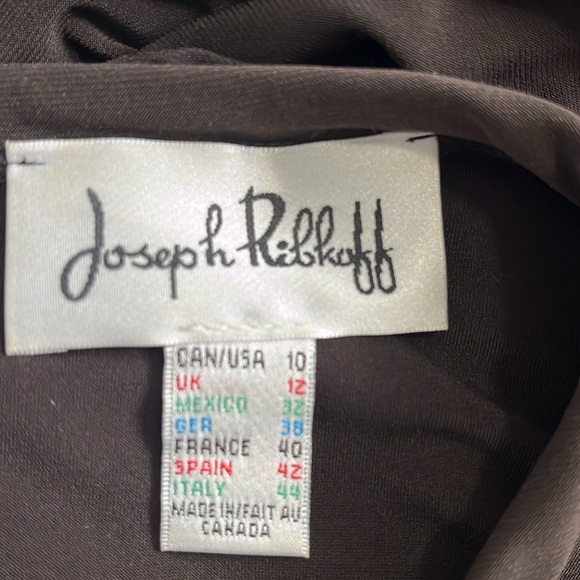 Joseph Ribkoff
CAN/USA 10
UK 12
MEXICO 32
GER 38
FRANCE 40
SPAIN 42
ITALY 44
MADE IN/FAIT AU
CANADA